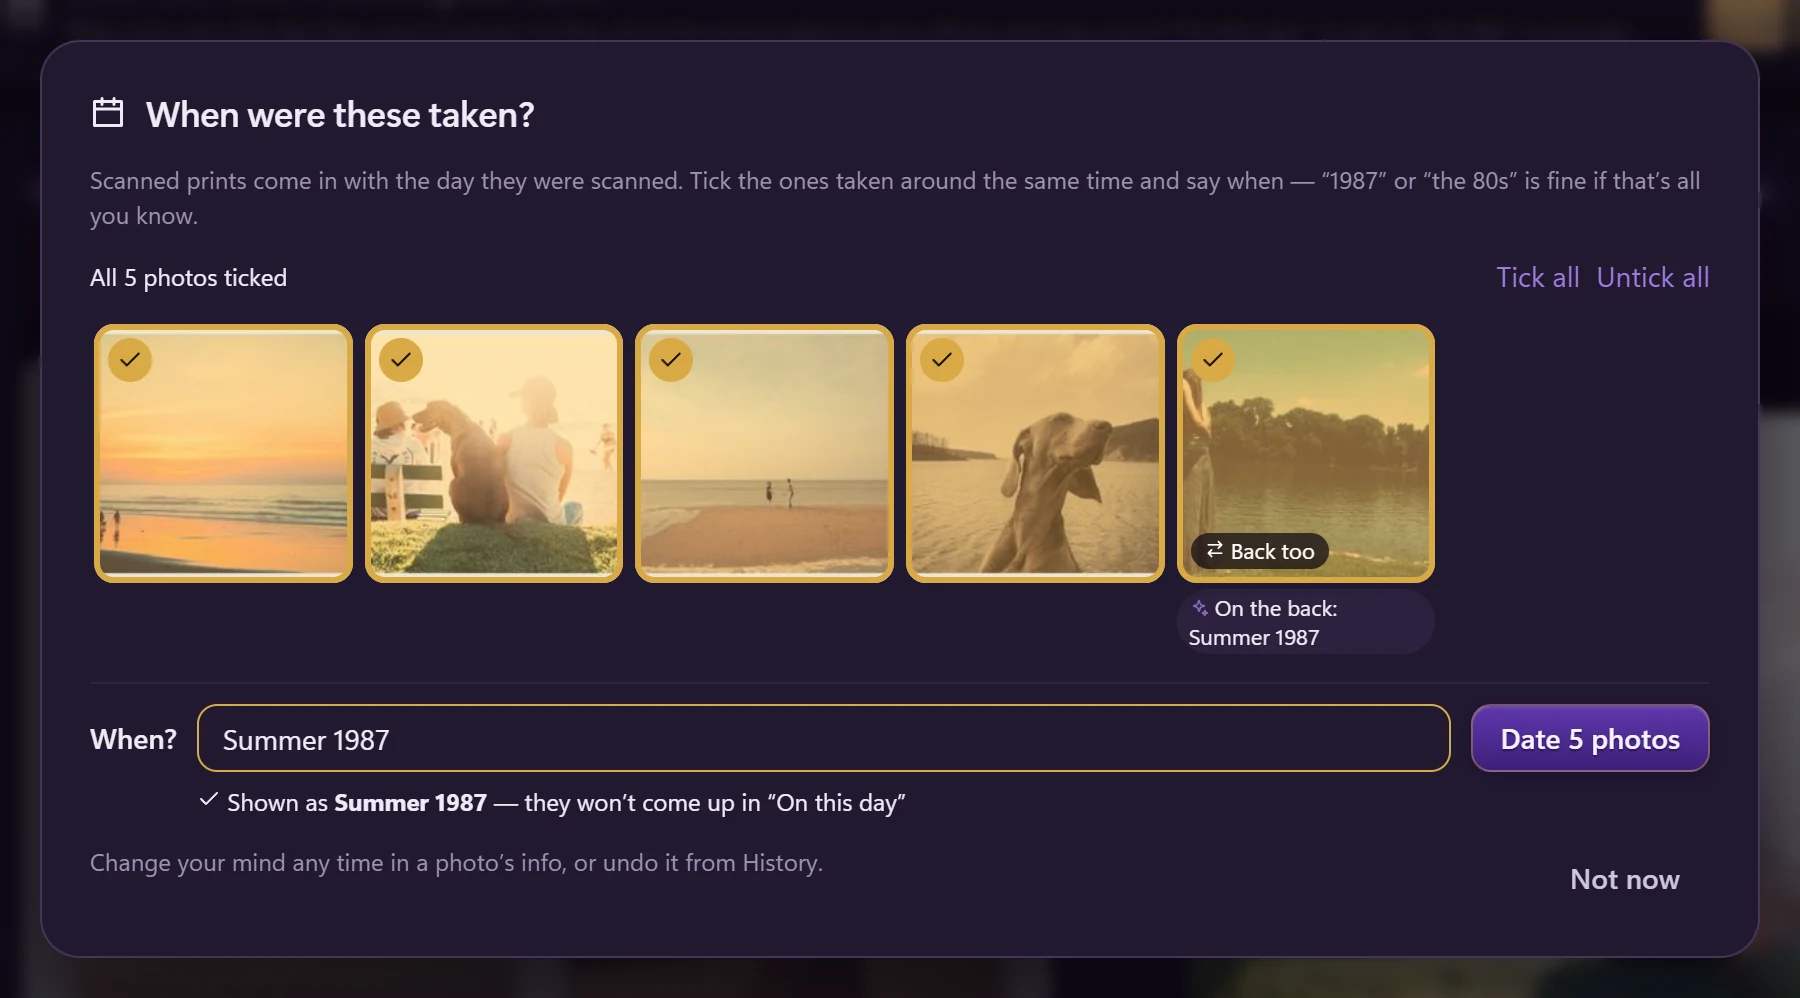 When were these taken?
Scanned prints come in with the day they were scanned. Tick the ones taken around the same time and say when — “1987” or “the 80s” is fine if that’s all
you know.
All 5 photos ticked
Tick all Untick all
Back too
On the back:
Summer 1987
When?
Summer 1987
Date 5 photos
Shown as Summer 1987 — they won’t come up in “On this day”
Change your mind any time in a photo’s info, or undo it from History.
Not now